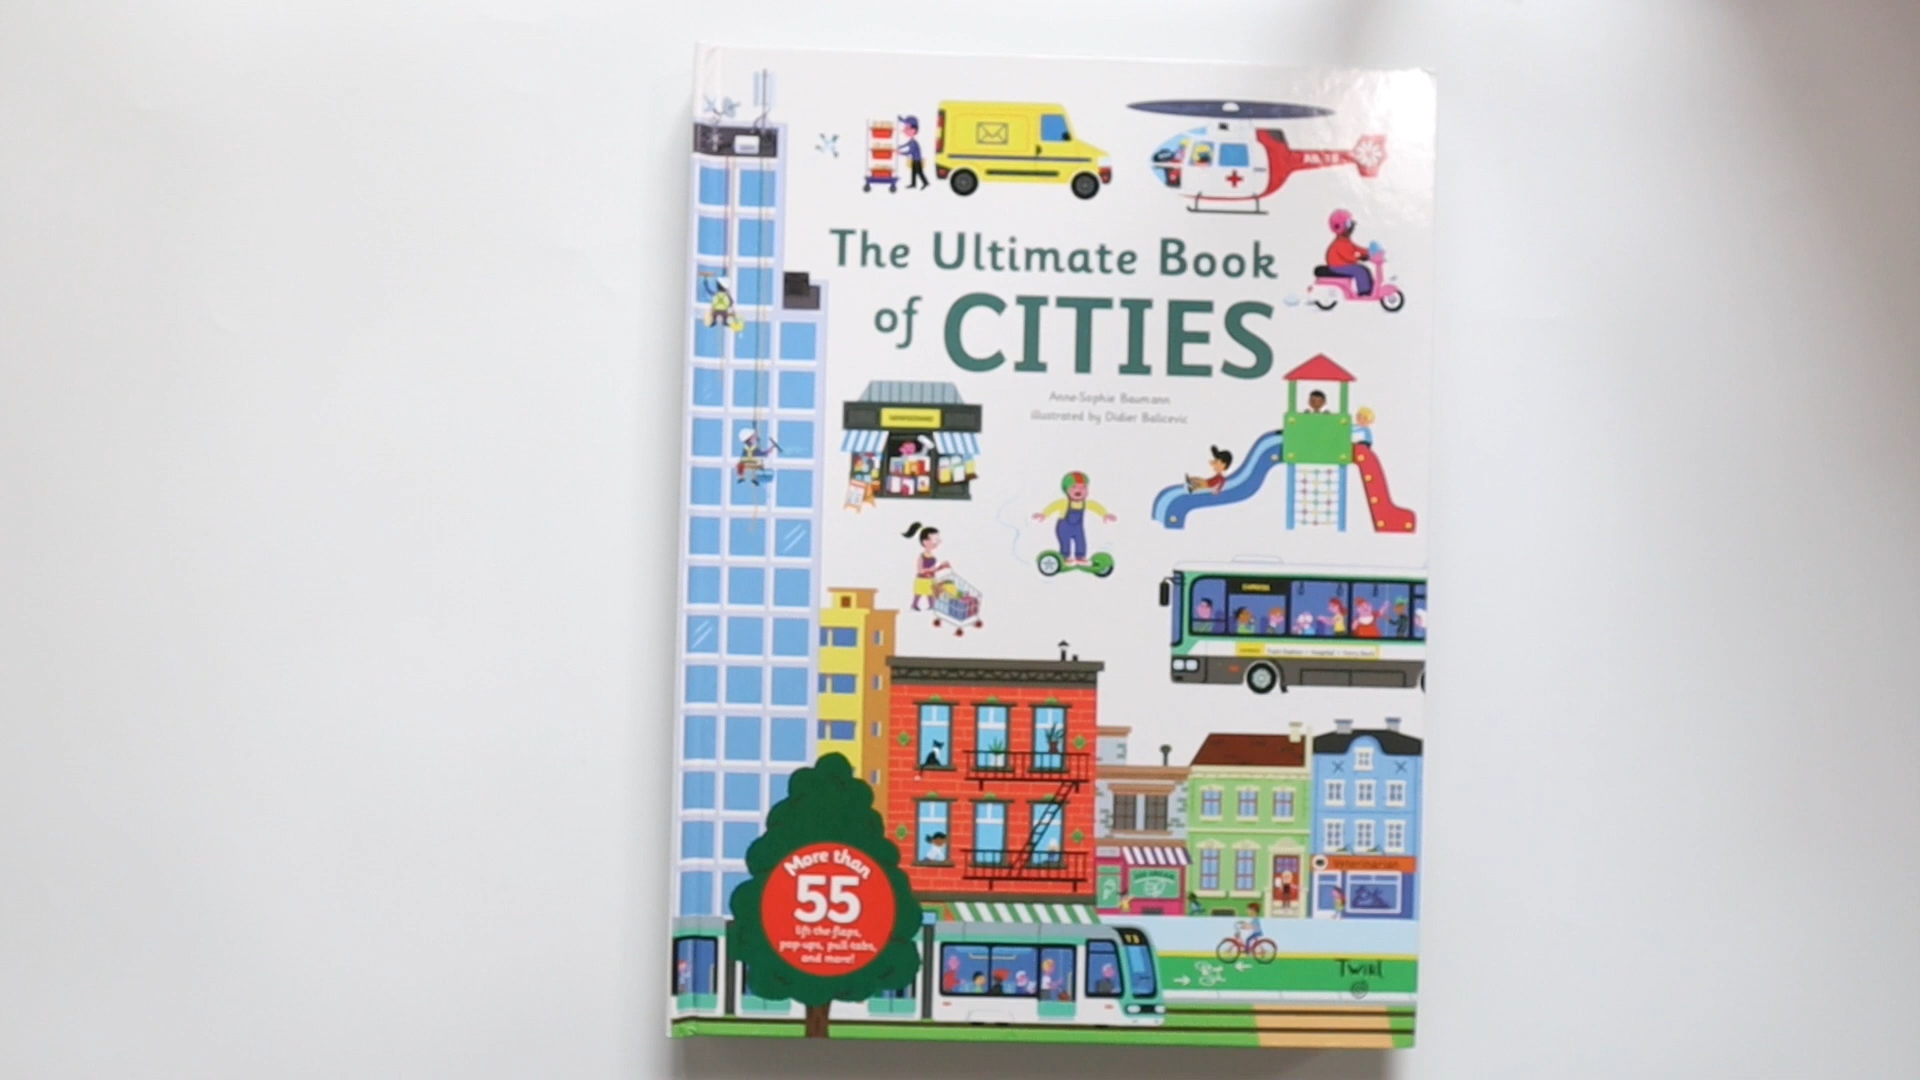 The Ultimate Book
of CITIES
Anne-Sophie Baumann
illustrated by Didier Balicevic
More than
55
lift-the-flaps,
pop-ups, pull-tabs,
and more!
Veterinarian
TWIRL